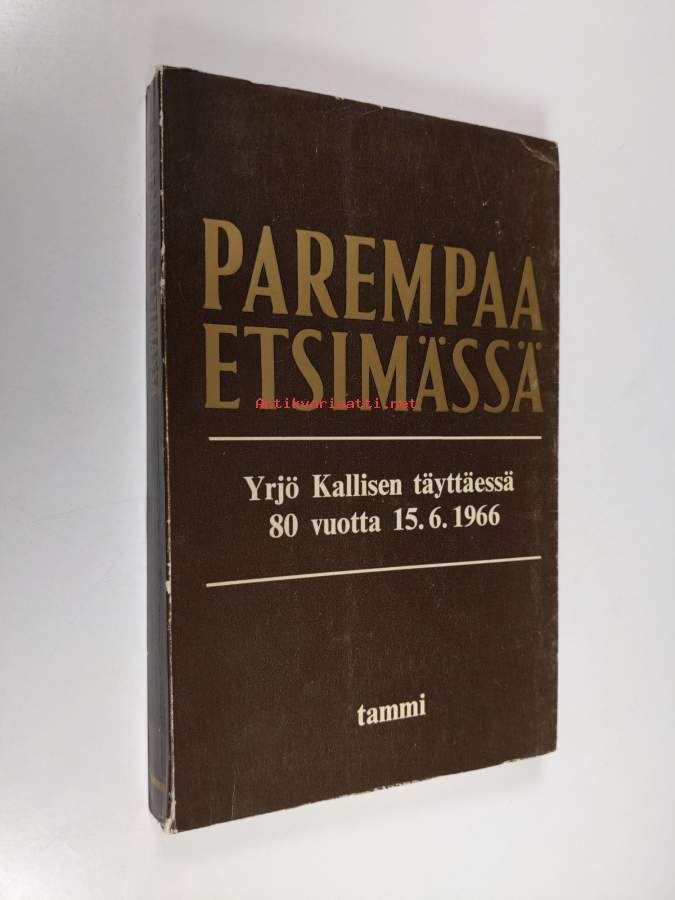 PAREMPAA
ETSIMÄSSÄ
Antikvariaatti.net
Yrjö Kallisen täyttäessä
80 vuotta 15.6.1966
tammi